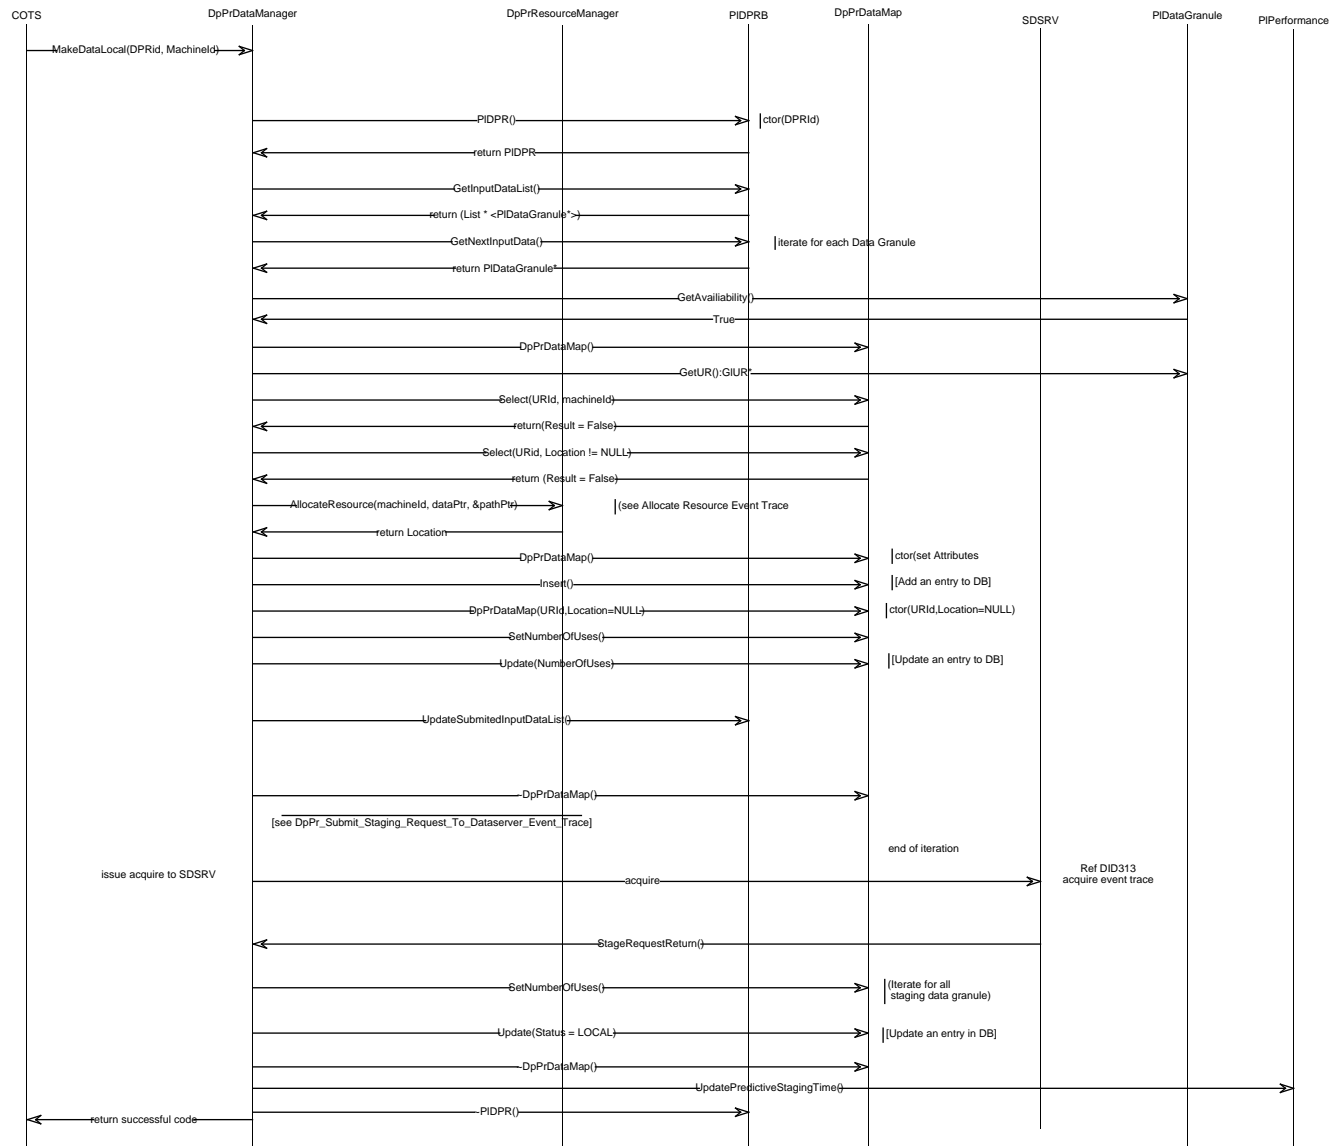 COTS
DpPrDataManager
DpPrResourceManager
PlDPRB
DpPrDataMap
SDSRV
PlDataGranule
PlPerformance
MakeDataLocal(DPRid, MachineId)
PlDPR()
ctor(DPRId)
return PlDPR
GetInputDataList()
return (List * <PlDataGranule*>)
GetNextInputData()
iterate for each Data Granule
return PlDataGranule*
GetAvailiability()
True
DpPrDataMap()
GetUR():GlUR*
Select(URId, machineId)
return(Result = False)
Select(URid, Location != NULL)
return (Result = False)
AllocateResource(machineId, dataPtr, &pathPtr)
(see Allocate Resource Event Trace
return Location
DpPrDataMap()
ctor(set Attributes
Insert()
[Add an entry to DB]
DpPrDataMap(URId,Location=NULL)
ctor(URId,Location=NULL)
SetNumberOfUses()
Update(NumberOfUses)
[Update an entry to DB]
UpdateSubmitedInputDataList()
~DpPrDataMap()
[see DpPr_Submit_Staging_Request_To_Dataserver_Event_Trace]
end of iteration
issue acquire to SDSRV
acquire
Ref DID313
acquire event trace
StageRequestReturn()
SetNumberOfUses()
(Iterate for all
staging data granule)
Update(Status = LOCAL)
[Update an entry in DB]
~DpPrDataMap()
UpdatePredictiveStagingTime()
~PlDPR()
return successful code